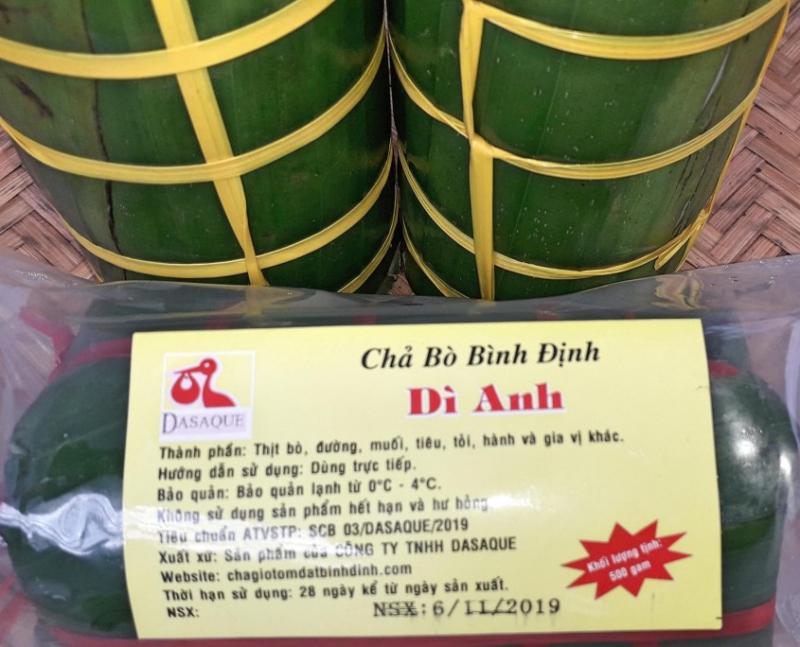 Chả Bò Bình Định
Dì Anh
DASAQUE
Thành phần: Thịt bò, đường, muối, tiêu, tỏi, hành và gia vị khác.
Hướng dẫn sử dụng: Dùng trực tiếp.
Bảo quản: Bảo quản lạnh từ 0°C - 4°C.
Không sử dụng sản phẩm hết hạn và hư hỏng
Tiêu chuẩn ATVSTP: SCB 03/DASAQUE/2019
Xuất xứ: Sản phẩm của CÔNG TY TNHH DASAQUE
Website: chagiotomdatbinhdinh.com
Thời hạn sử dụng: 28 ngày kể từ ngày sản xuất.
NSX: NSX: 6/11/2019
Khối lượng tịnh:
500 gam